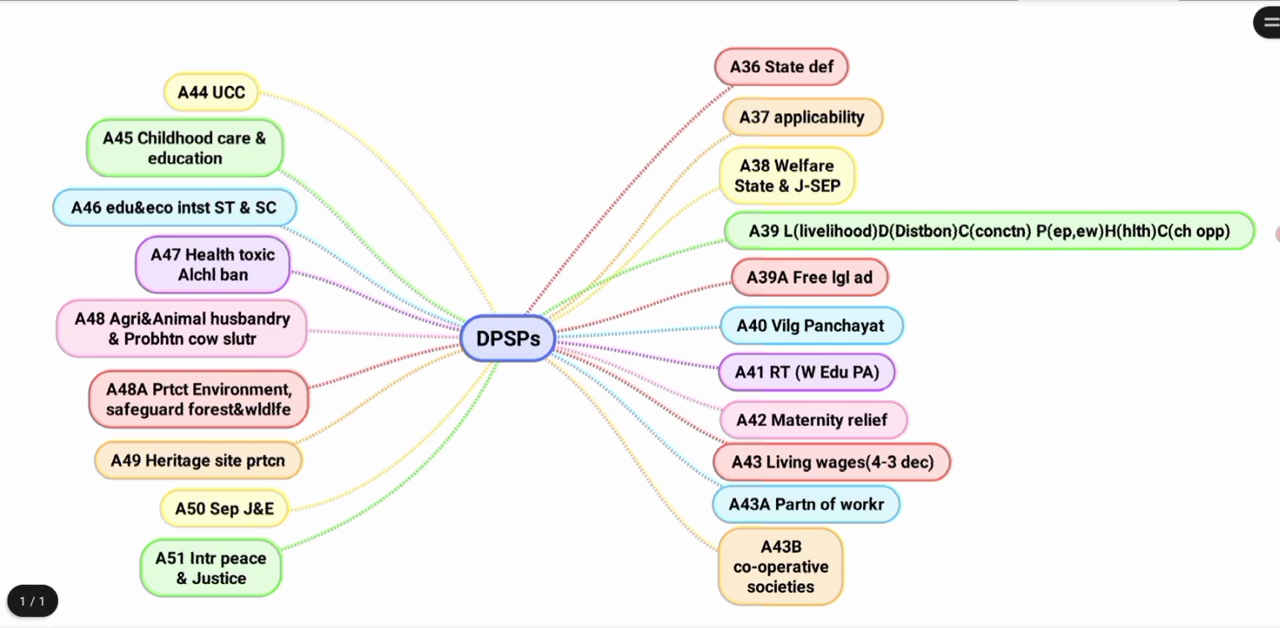 A44 UCC
A45 Childhood care &
education
A46 edu&eco intst ST & SC
A47 Health toxic
Alchl ban
A48 Agri&Animal husbandry
& Probhtn cow slutr
A48A Prtct Environment,
safeguard forest&wldlfe
A49 Heritage site prtcn
A50 Sep J&E
A51 Intr peace
& Justice
DPSPs
A36 State def
A37 applicability
A38 Welfare
State & J-SEP
A39 L(livelihood)D(Distbon)C(conctn) P(ep,ew)H(hlth)C(ch opp)
A39A Free lgl ad
A40 Vilg Panchayat
A41 RT (W Edu PA)
A42 Maternity relief
A43 Living wages(4-3 dec)
A43A Partn of workr
A43B
co-operative
societies
1 / 1